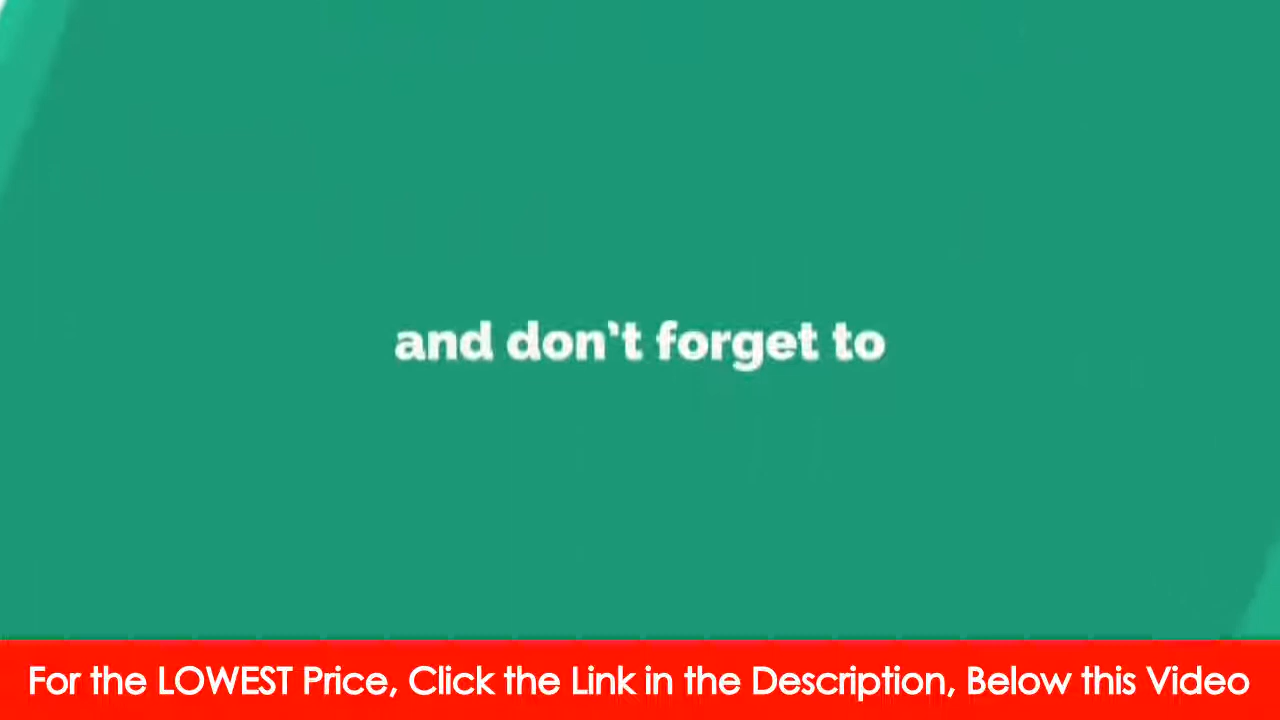 and don't forget to
For the LOWEST Price, Click the Link in the Description, Below this Video